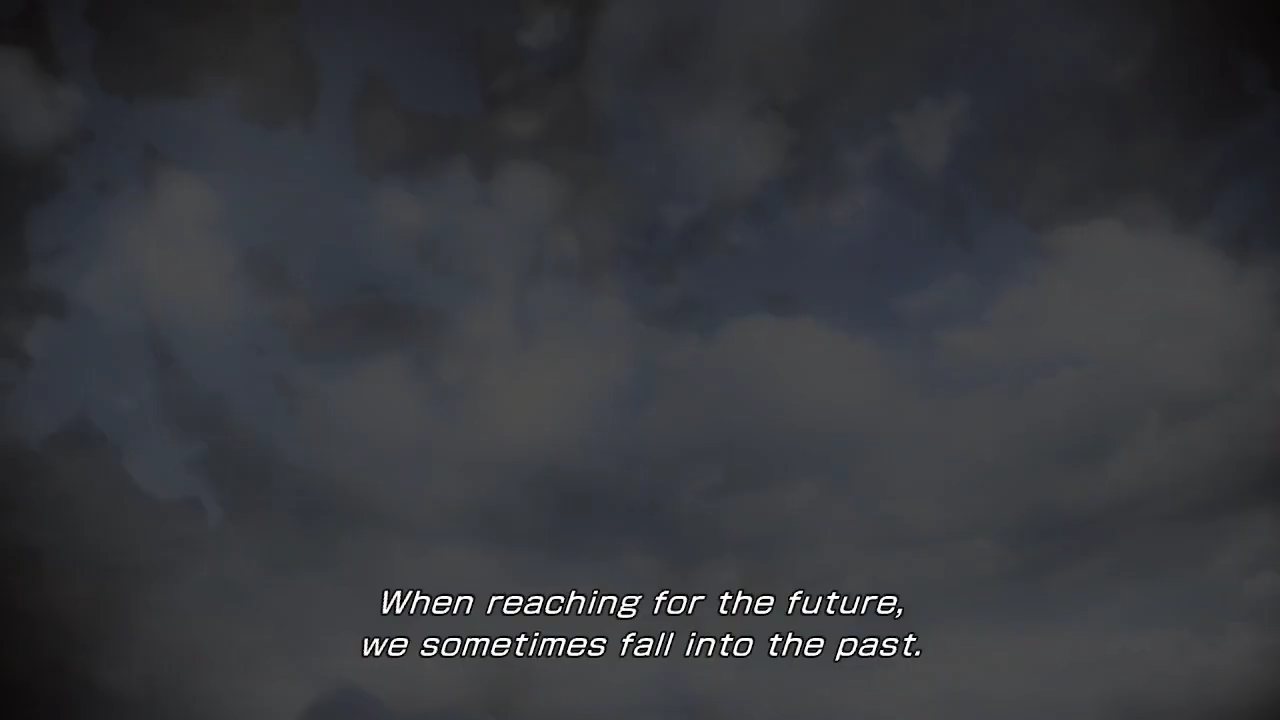 When reaching for the future,
we sometimes fall into the past.